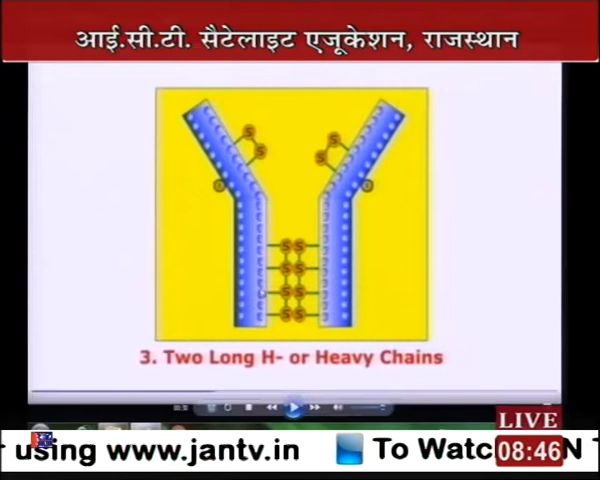 आई.सी.टी. सैटेलाइट एजूकेशन, राजस्थान
S
S
S
S
S S
S S
S S
S S
3. Two Long H- or Heavy Chains
LIVE
using www.jantv.in To Watc N
08:46